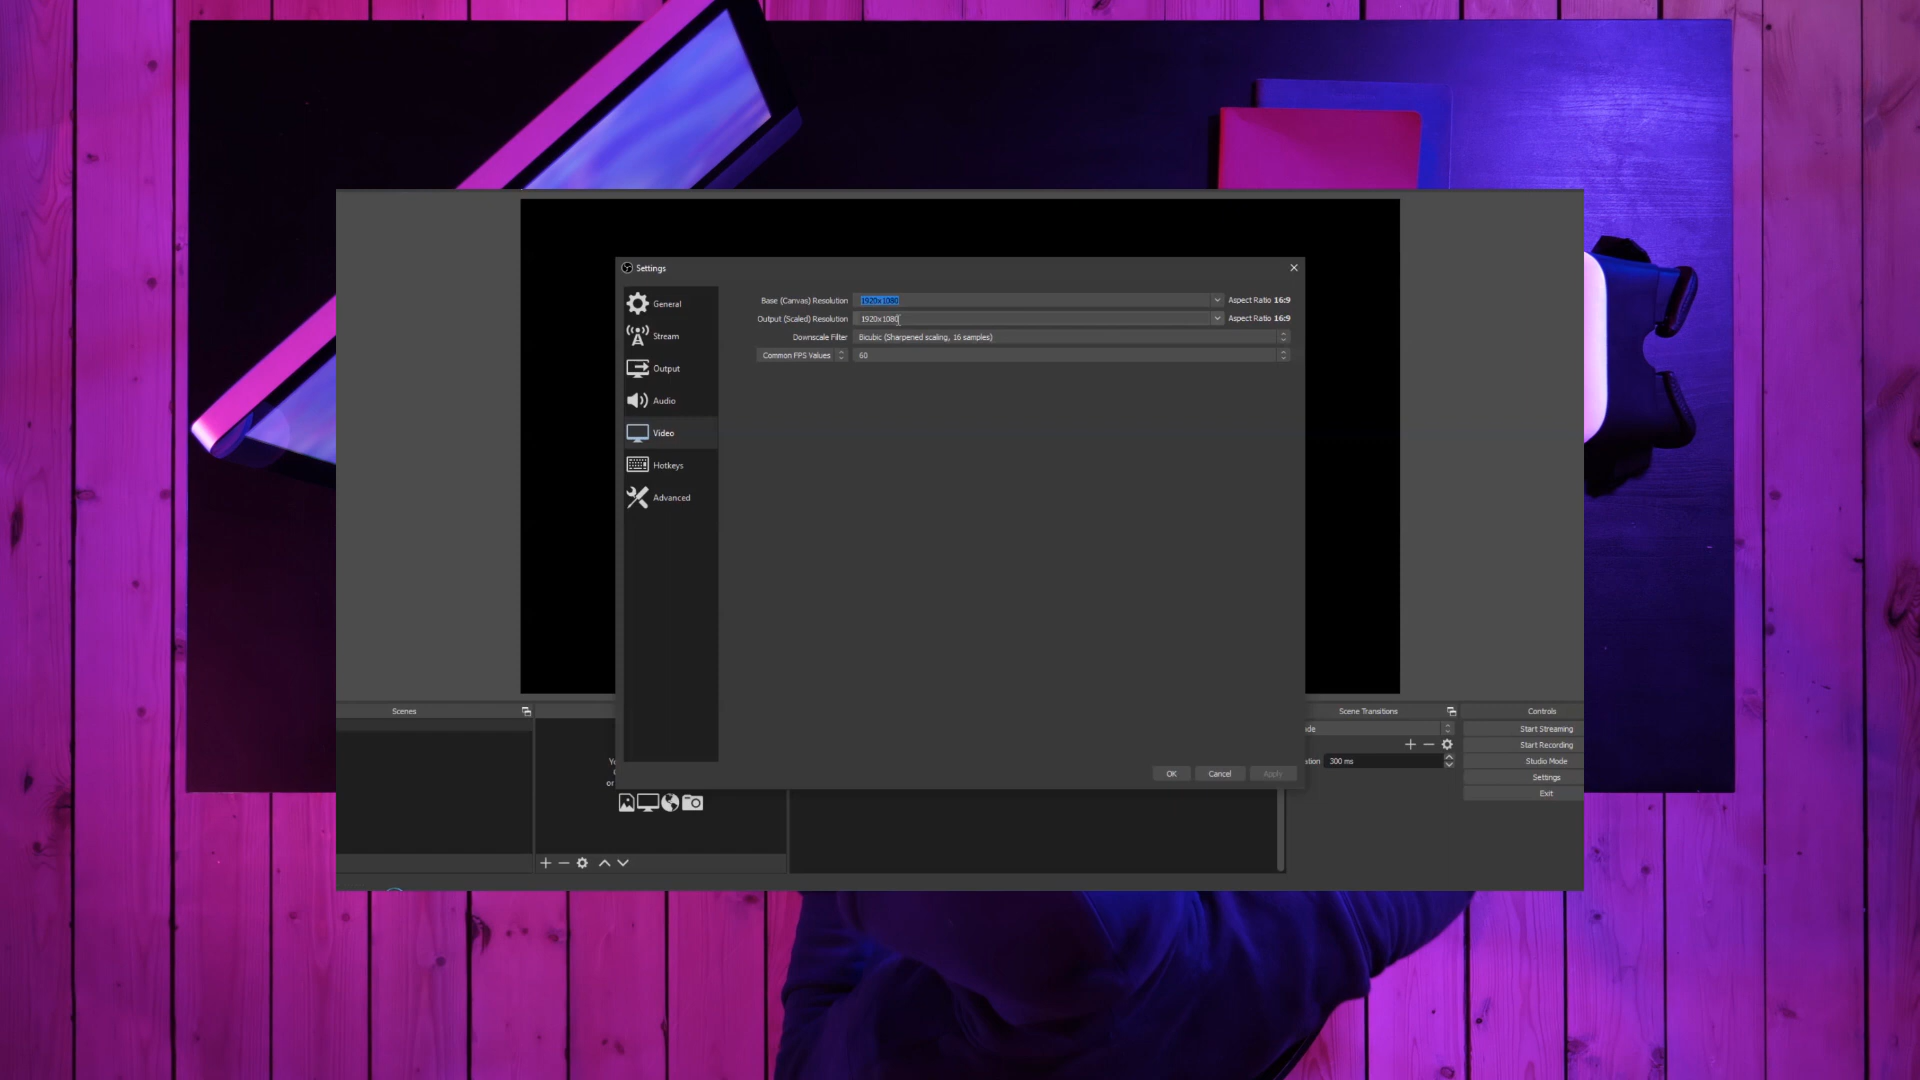 Settings
General
Stream
Output
Audio
Video
Hotkeys
Advanced
Base (Canvas) Resolution 1920x1080 Aspect Ratio 16:9
Output (Scaled) Resolution 1920x1080 Aspect Ratio 16:9
Downscale Filter Bicubic (Sharpened scaling, 16 samples)
Common FPS Values 60
OK Cancel Apply
Scenes
or
Scene Transitions
300 ms
Controls
Start Streaming
Start Recording
Studio Mode
Settings
Exit